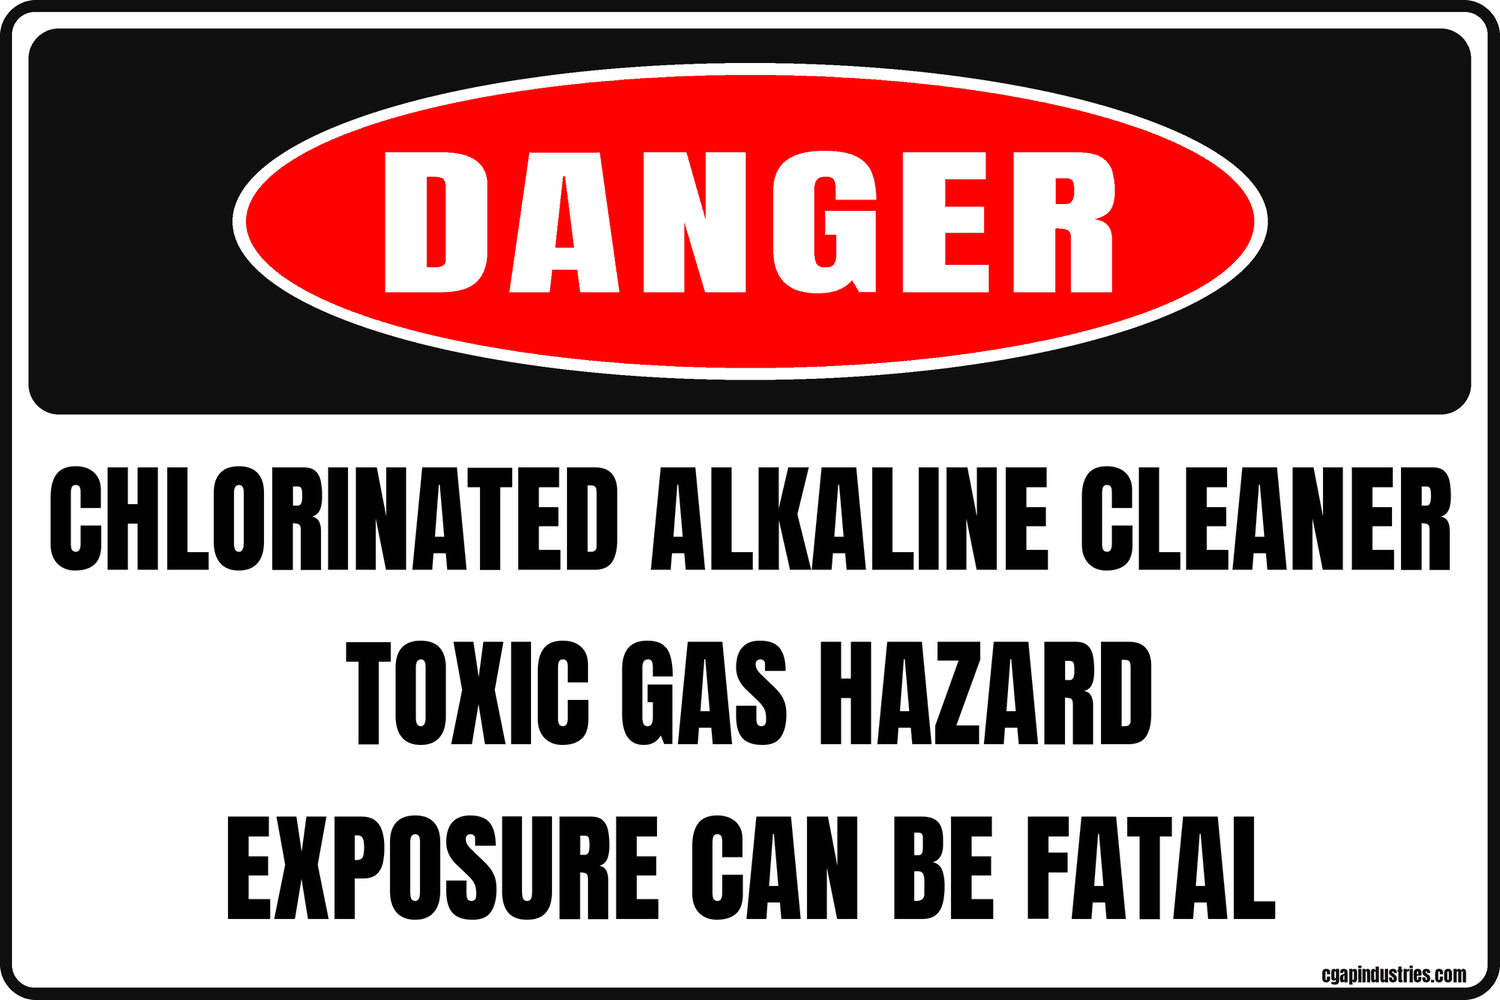 DANGER
CHLORINATED ALKALINE CLEANER
TOXIC GAS HAZARD
EXPOSURE CAN BE FATAL
cgapindustries.com